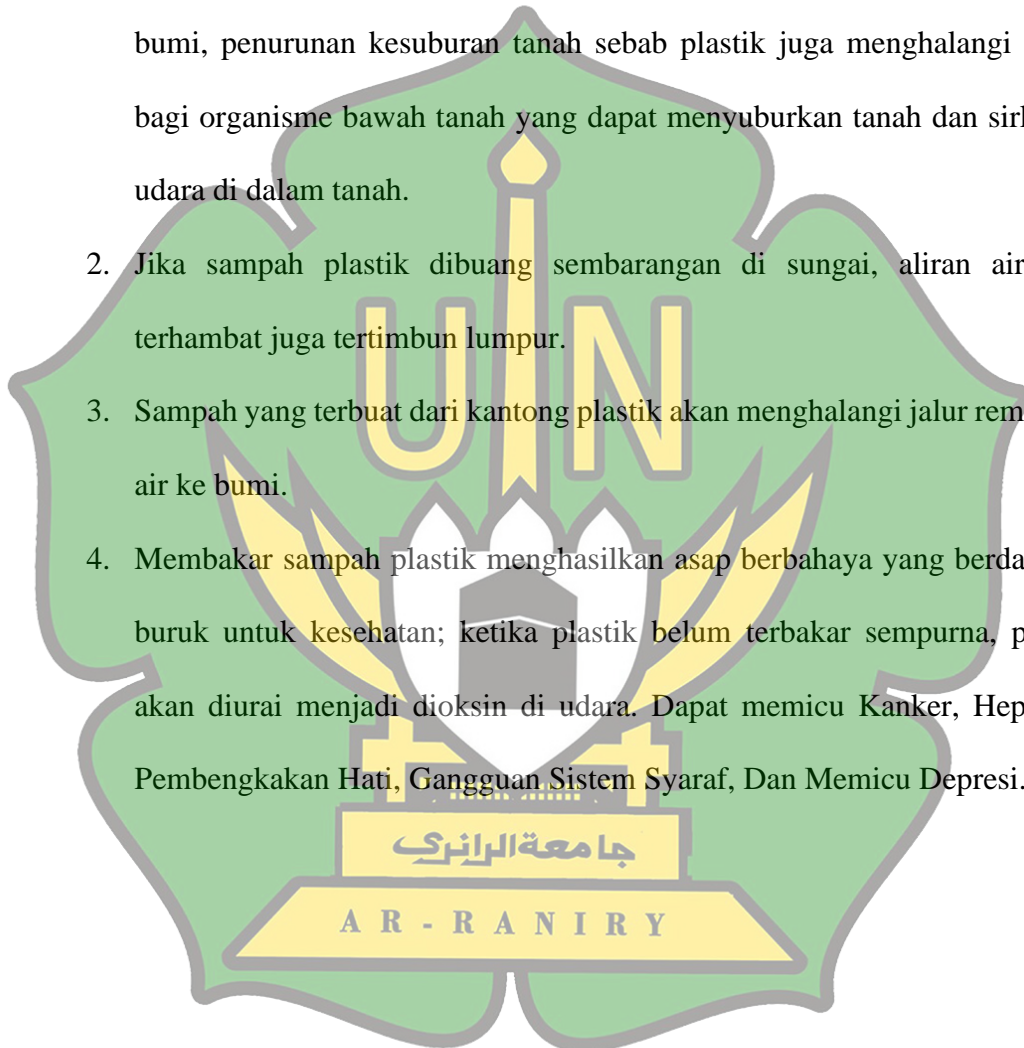 bumi, penurunan kesuburan tanah sebab plastik juga menghalangi
bagi organisme bawah tanah yang dapat menyuburkan tanah dan
udara di dalam tanah.
2. Jika sampah plastik dibuang sembarangan di sungai, aliran air
terhambat juga tertimbun lumpur.
3. Sampah yang terbuat dari kantong plastik akan menghalangi jalur
air ke bumi.
4. Membakar sampah plastik menghasilkan asap berbahaya yang
buruk untuk kesehatan; ketika plastik belum terbakar sempurna,
akan diurai menjadi dioksin di udara. Dapat memicu Kanker,
Pembengkakan Hati, Gangguan Sistem Syaraf, Dan Memicu Depresi.
UIN
جامعة الرانري
AR-RANIRY